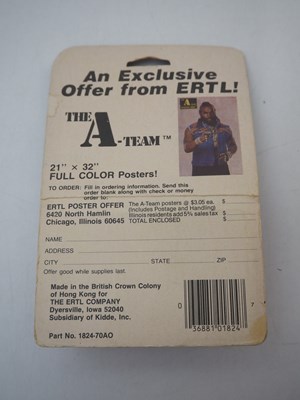 An Exclusive
Offer from ERTL!
THE
A-TEAM™
21" × 32"
FULL COLOR Posters!
TO ORDER: Fill in ordering information. Send this
order blank along with check or money
order to:
ERTL POSTER OFFER
6420 North Hamlin
Chicago, Illinois 60645
The A-Team posters @ $3.05 ea. $
(Includes Postage and Handling)
Illinois residents add 5% sales tax $
TOTAL ENCLOSED $
NAME
ADDRESS
CITY STATE ZIP
Offer good while supplies last.
Made in the British Crown Colony
of Hong Kong for
THE ERTL COMPANY
Dyersville, Iowa 52040
Subsidiary of Kidde, Inc.
Part No. 1824-70AO
0 36881 01824 7